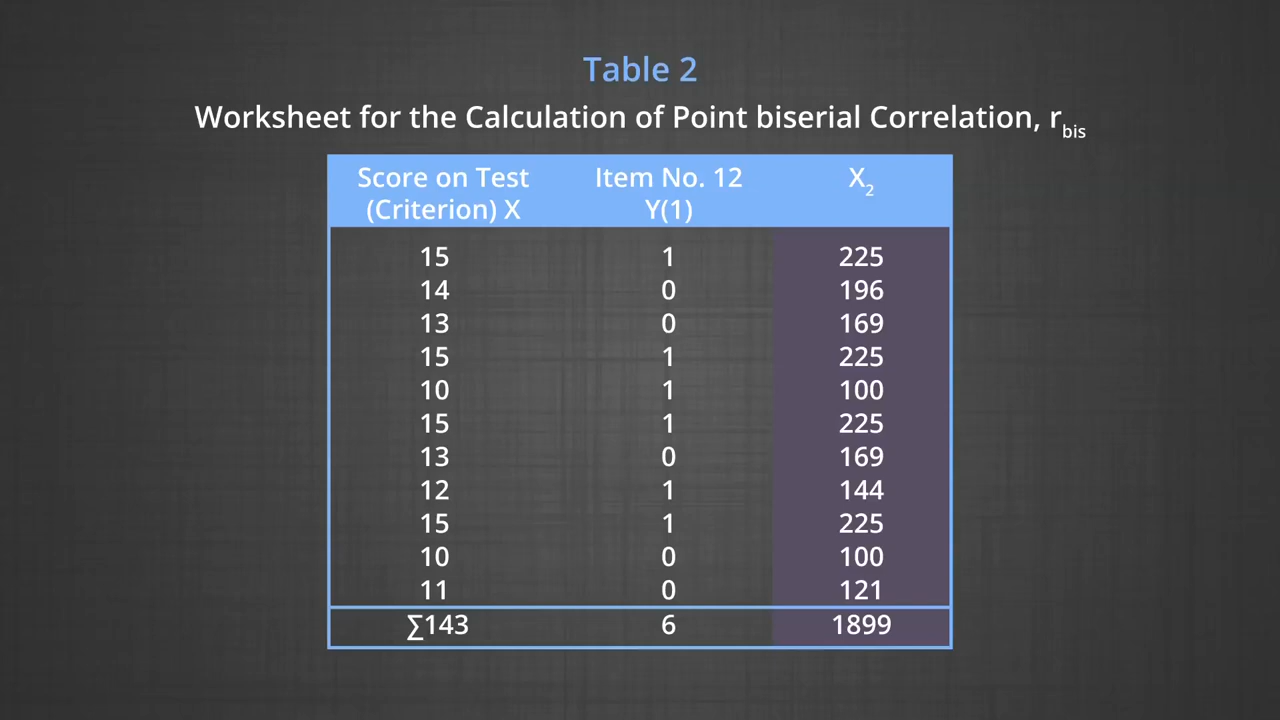 Table 2
Worksheet for the Calculation of Point biserial Correlation, r_bis
Score on Test (Criterion) X Item No. 12 Y(1) X_2
15 1 225
14 0 196
13 0 169
15 1 225
10 1 100
15 1 225
13 0 169
12 1 144
15 1 225
10 0 100
11 0 121
∑143 6 1899